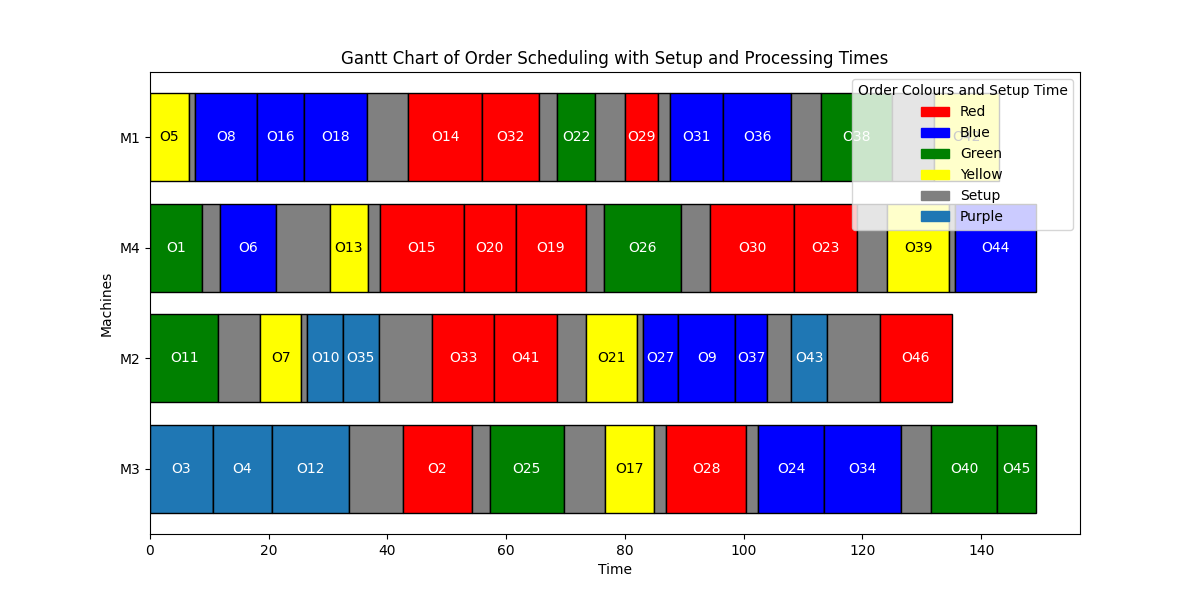 Gantt Chart of Order Scheduling with Setup and Processing Times
Order Colours and Setup Time
Red
Blue
Green
Yellow
Setup
Purple
Machines
M1
O5 O8 O16 O18 O14 O32 O22 O29 O31 O36 O38
M4
O1 O6 O13 O15 O20 O19 O26 O30 O23 O39 O44
M2
O11 O7 O10 O35 O33 O41 O21 O27 O9 O37 O43 O46
M3
O3 O4 O12 O2 O25 O17 O28 O24 O34 O40 O45
0 20 40 60 80 100 120 140
Time